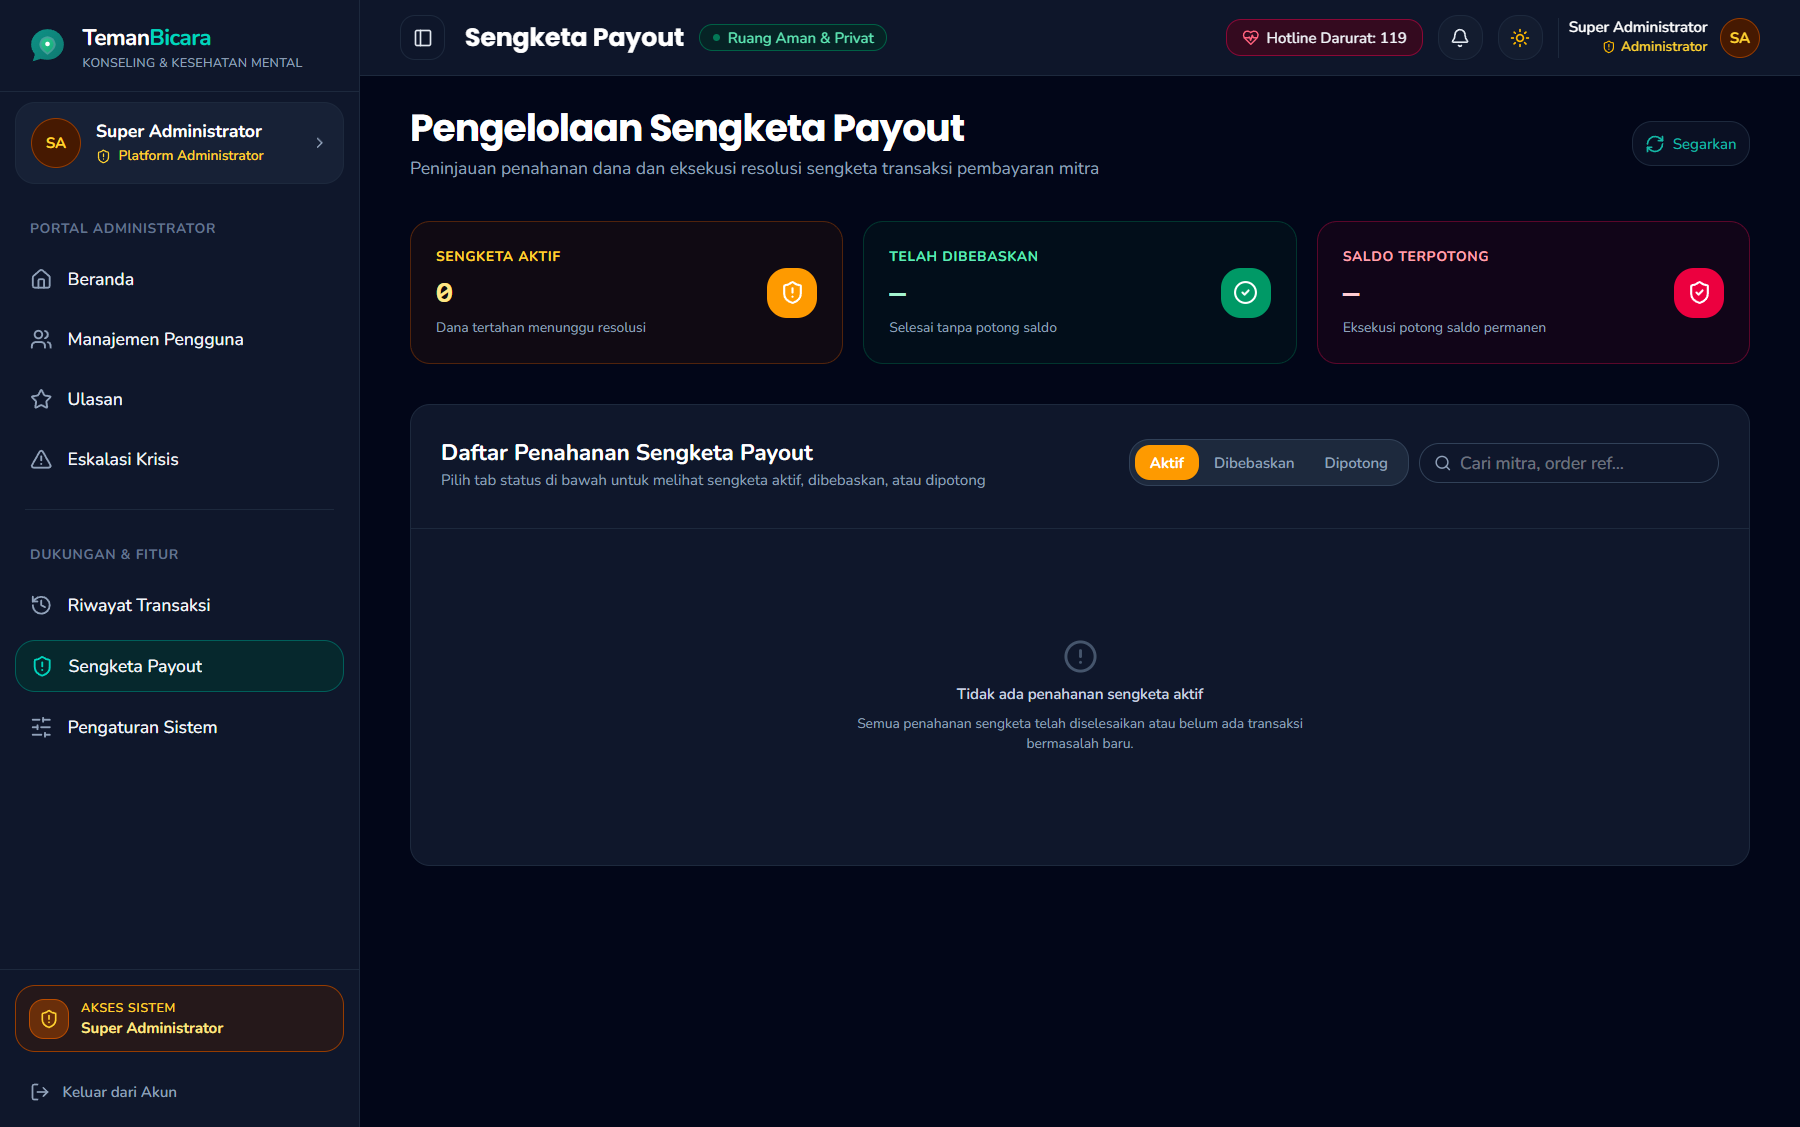 TemanBicara
KONSELING & KESEHATAN MENTAL
SA
Super Administrator
Platform Administrator
PORTAL ADMINISTRATOR
Beranda
Manajemen Pengguna
Ulasan
Eskalasi Krisis
DUKUNGAN & FITUR
Riwayat Transaksi
Sengketa Payout
Pengaturan Sistem
AKSES SISTEM
Super Administrator
Keluar dari Akun
Sengketa Payout
Ruang Aman & Privat
Hotline Darurat: 119
Super Administrator
Administrator
SA
Pengelolaan Sengketa Payout
Peninjauan penahanan dana dan eksekusi resolusi sengketa transaksi pembayaran mitra
Segarkan
SENGKETA AKTIF
0
Dana tertahan menunggu resolusi
TELAH DIBEBASKAN
—
Selesai tanpa potong saldo
SALDO TERPOTONG
—
Eksekusi potong saldo permanen
Daftar Penahanan Sengketa Payout
Pilih tab status di bawah untuk melihat sengketa aktif, dibebaskan, atau dipotong
Aktif
Dibebaskan
Dipotong
Cari mitra, order ref...
Tidak ada penahanan sengketa aktif
Semua penahanan sengketa telah diselesaikan atau belum ada transaksi
bermasalah baru.